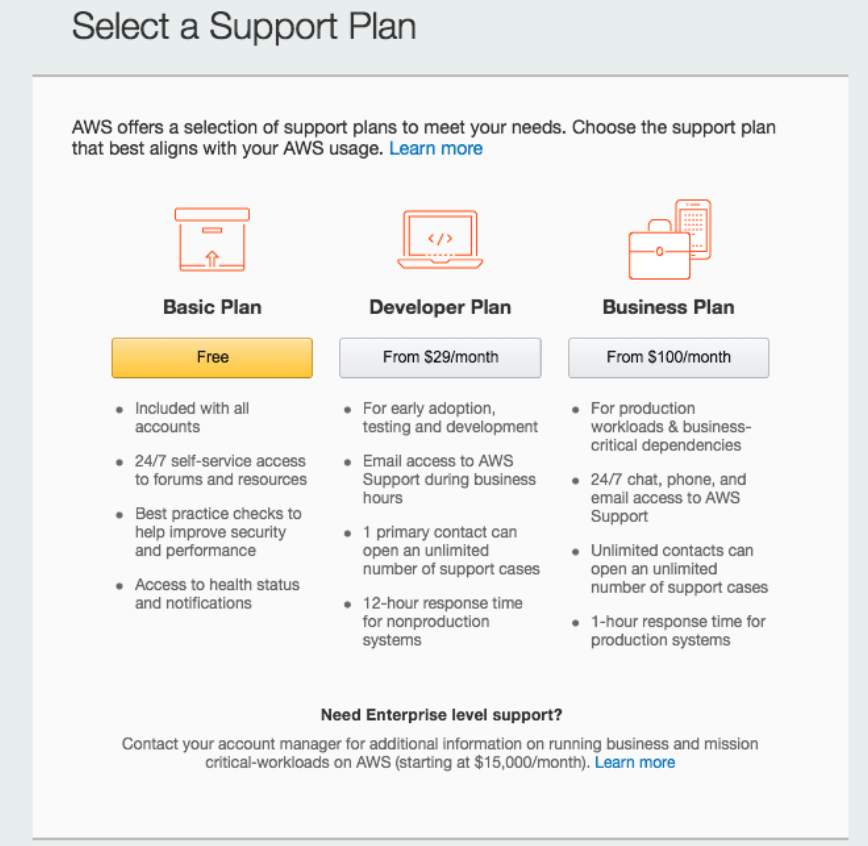 Select a Support Plan
AWS offers a selection of support plans to meet your needs. Choose the support plan
that best aligns with your AWS usage. Learn more
</>
Basic Plan
Free
• Included with all
accounts
• 24/7 self-service access
to forums and resources
• Best practice checks to
help improve security
and performance
• Access to health status
and notifications
Developer Plan
From $29/month
• For early adoption,
testing and development
• Email access to AWS
Support during business
hours
• 1 primary contact can
open an unlimited
number of support cases
• 12-hour response time
for nonproduction
systems
Business Plan
From $100/month
• For production
workloads & business-
critical dependencies
• 24/7 chat, phone, and
email access to AWS
Support
• Unlimited contacts can
open an unlimited
number of support cases
• 1-hour response time for
production systems
Need Enterprise level support?
Contact your account manager for additional information on running business and mission
critical-workloads on AWS (starting at $15,000/month). Learn more